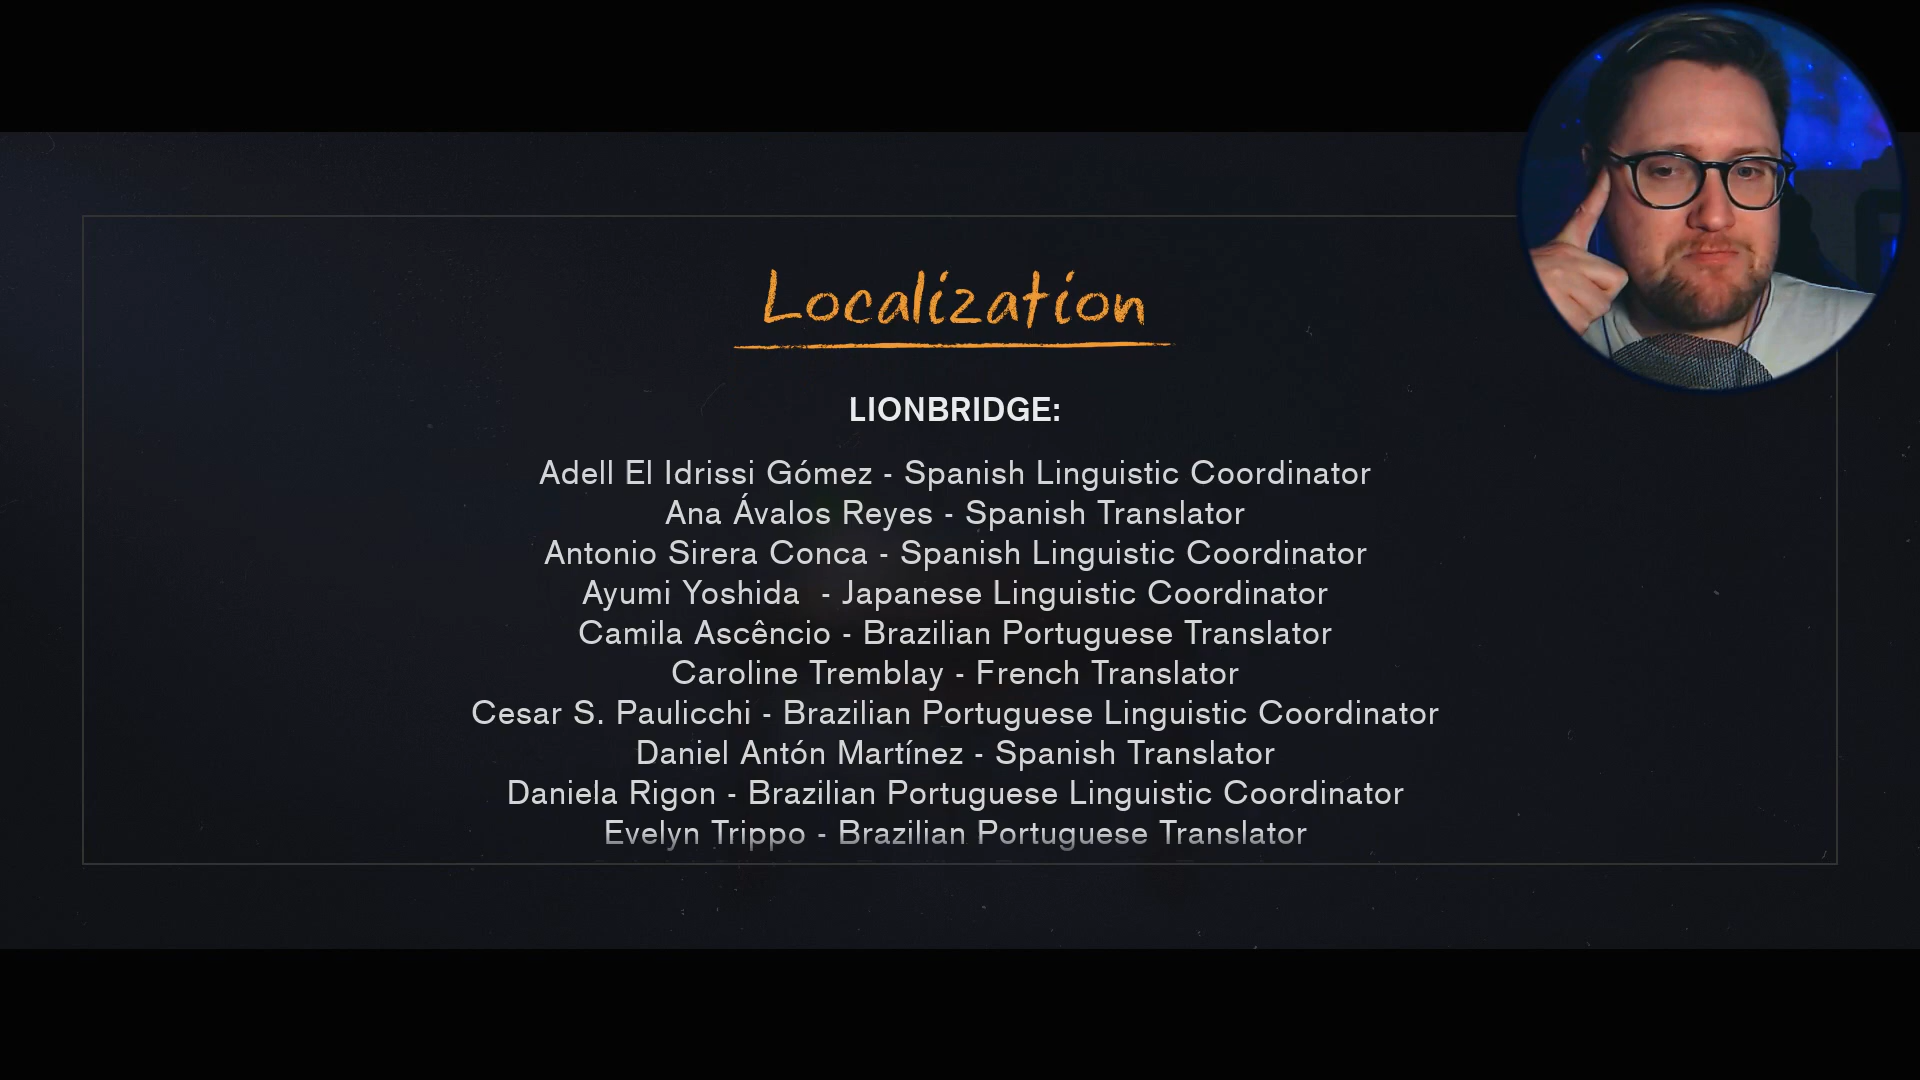 Localization
LIONBRIDGE:
Adell El Idrissi Gómez - Spanish Linguistic Coordinator
Ana Ávalos Reyes - Spanish Translator
Antonio Sirera Conca - Spanish Linguistic Coordinator
Ayumi Yoshida  - Japanese Linguistic Coordinator
Camila Ascêncio - Brazilian Portuguese Translator
Caroline Tremblay - French Translator
Cesar S. Paulicchi - Brazilian Portuguese Linguistic Coordinator
Daniel Antón Martínez - Spanish Translator
Daniela Rigon - Brazilian Portuguese Linguistic Coordinator
Evelyn Trippo - Brazilian Portuguese Translator